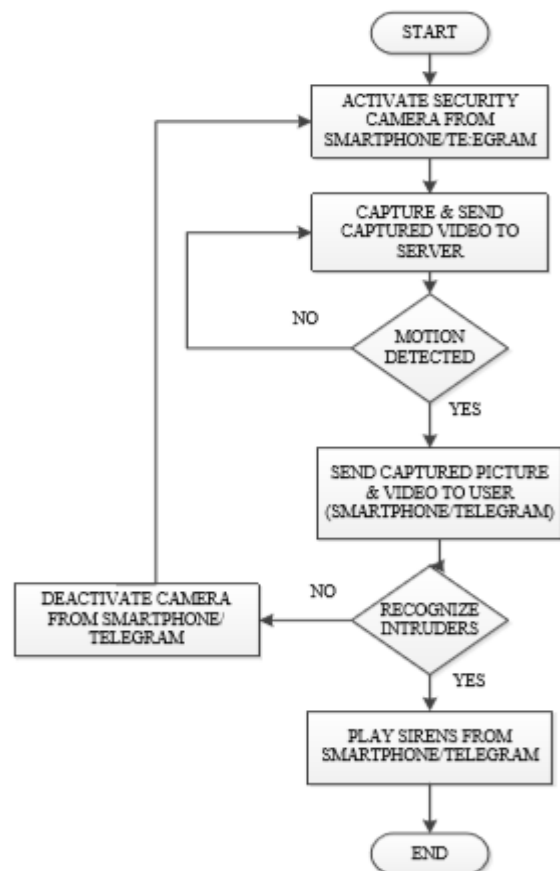 START
ACTIVATE SECURITY
CAMERA FROM
SMARTPHONE/TE:EGRAM
CAPTURE & SEND
CAPTURED VIDEO TO
SERVER
NO
MOTION
DETECTED
YES
SEND CAPTURED PICTURE
& VIDEO TO USER
(SMARTPHONE/TELEGRAM)
DEACTIVATE CAMERA
FROM SMARTPHONE/
TELEGRAM
NO
RECOGNIZE
INTRUDERS
YES
PLAY SIRENS FROM
SMARTPHONE/TELEGRAM
END